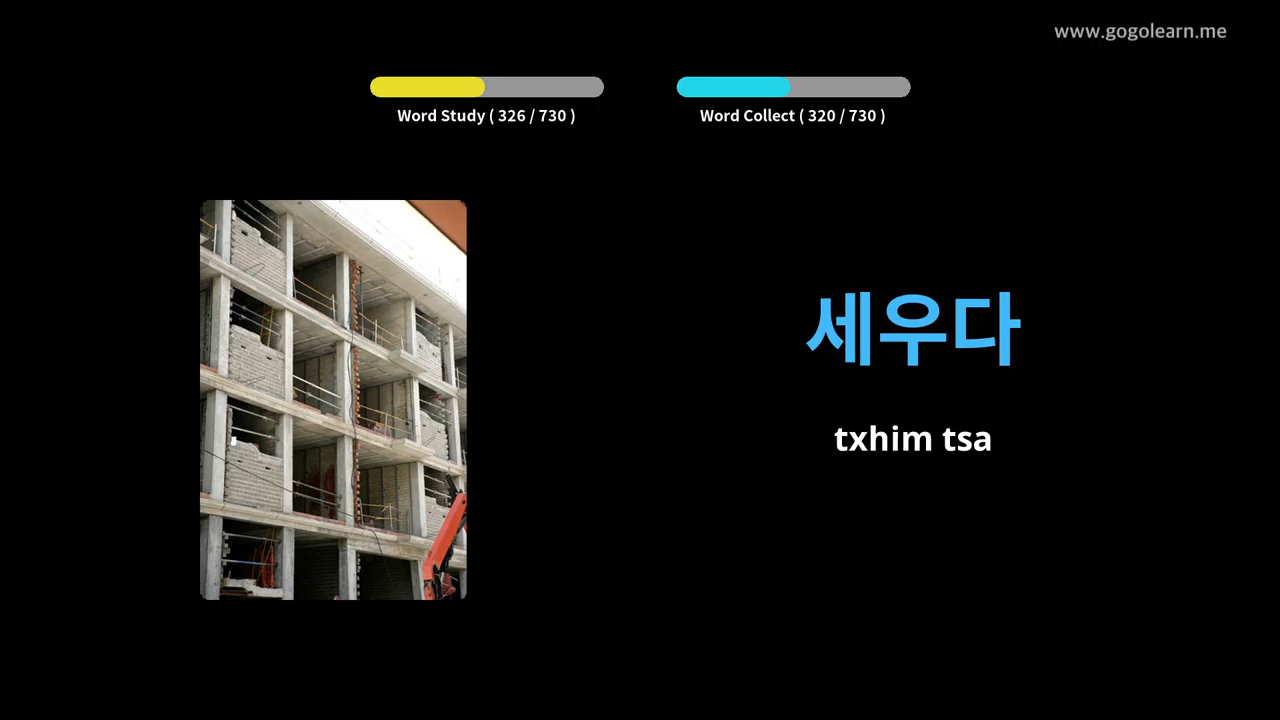 www.gogolearn.me
Word Study ( 326 / 730 )
Word Collect ( 320 / 730 )
세우다
txhim tsa